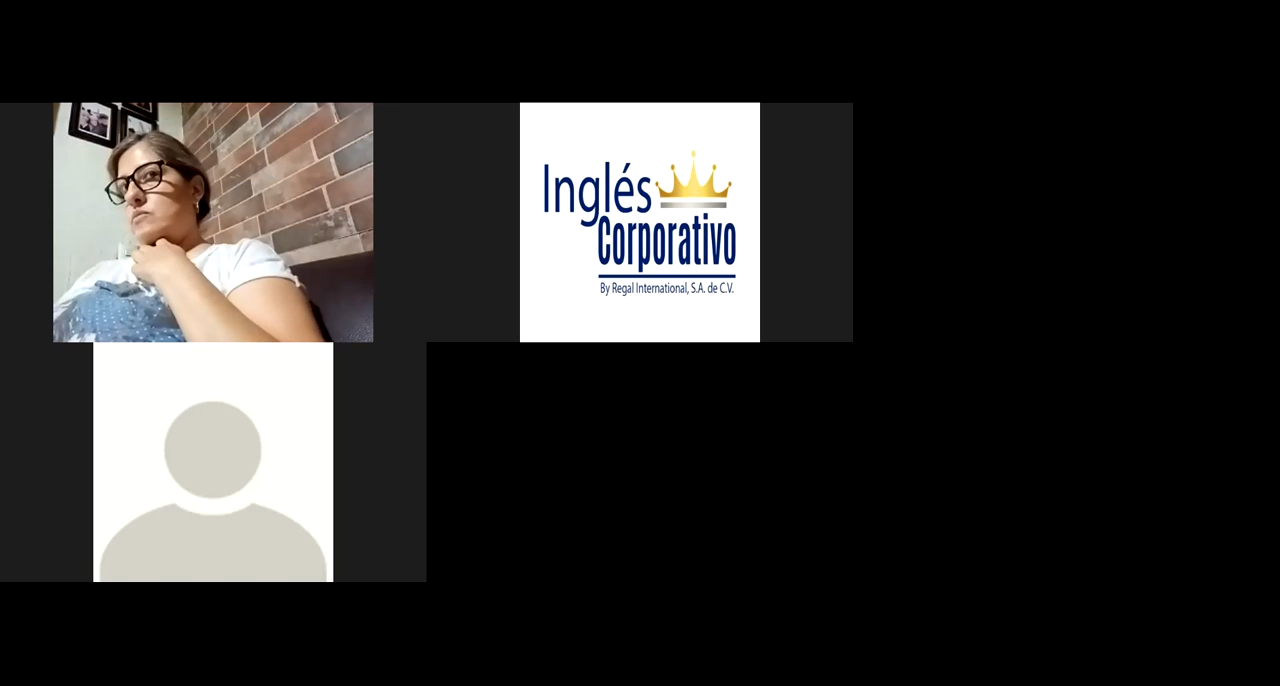 Inglés
Corporativo
By Regal International, S.A. de C.V.